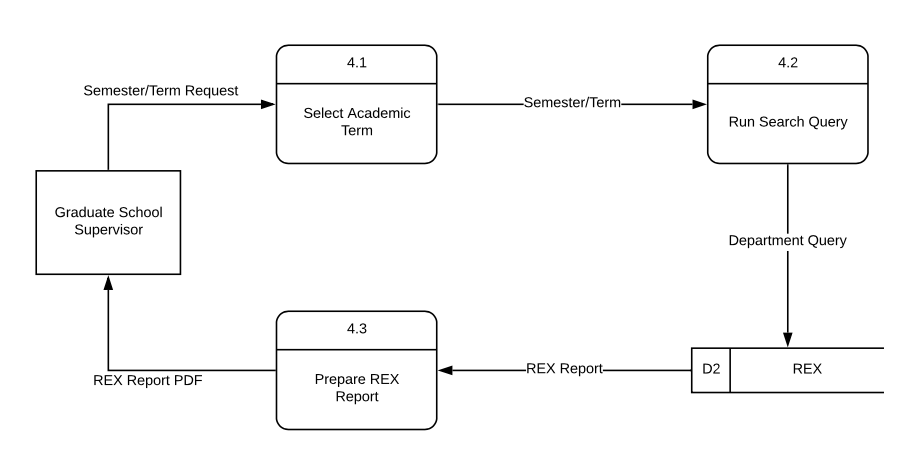 4.1
4.2
Semester/Term Request
Select Academic
Term
Semester/Term
Run Search Query
Graduate School
Supervisor
Department Query
4.3
REX Report PDF
Prepare REX
Report
REX Report
D2
REX